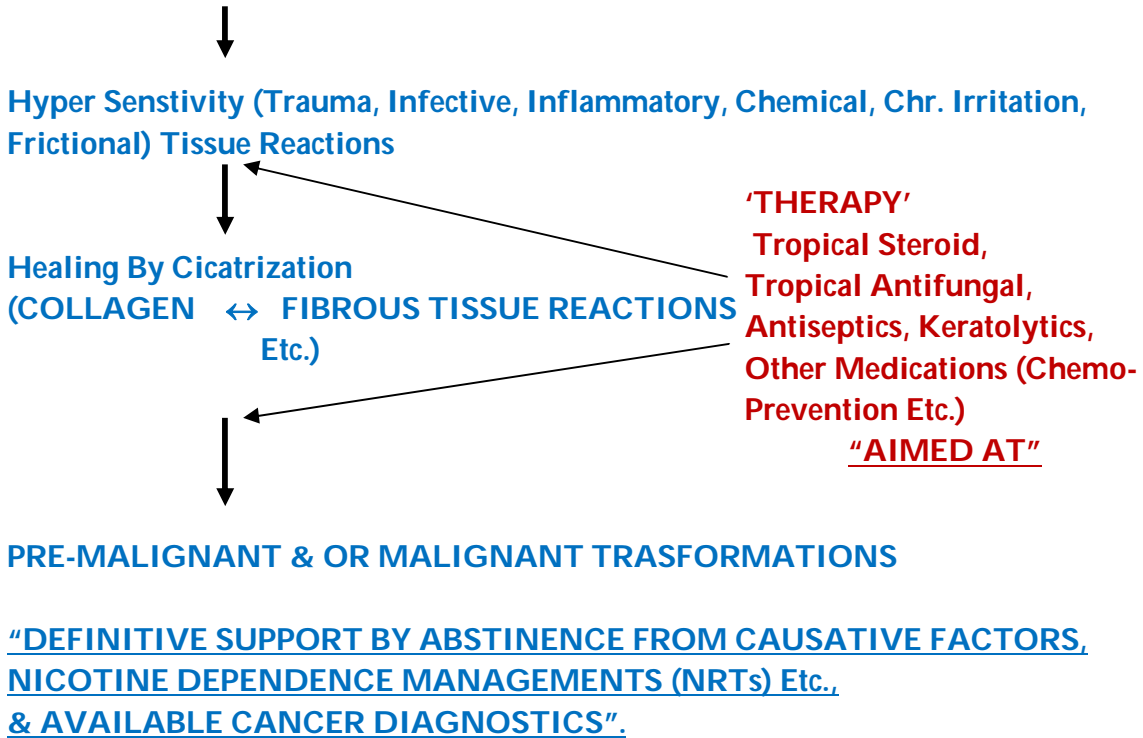 Hyper Senstivity (Trauma, Infective, Inflammatory, Chemical, Chr. Irritation,
Frictional) Tissue Reactions
Healing By Cicatrization
(COLLAGEN ↔ FIBROUS TISSUE REACTIONS
Etc.)
‘THERAPY’
Tropical Steroid,
Tropical Antifungal,
Antiseptics, Keratolytics,
Other Medications (Chemo-
Prevention Etc.)
“AIMED AT”
PRE-MALIGNANT & OR MALIGNANT TRASFORMATIONS
“DEFINITIVE SUPPORT BY ABSTINENCE FROM CAUSATIVE FACTORS,
NICOTINE DEPENDENCE MANAGEMENTS (NRTs) Etc.,
& AVAILABLE CANCER DIAGNOSTICS”.